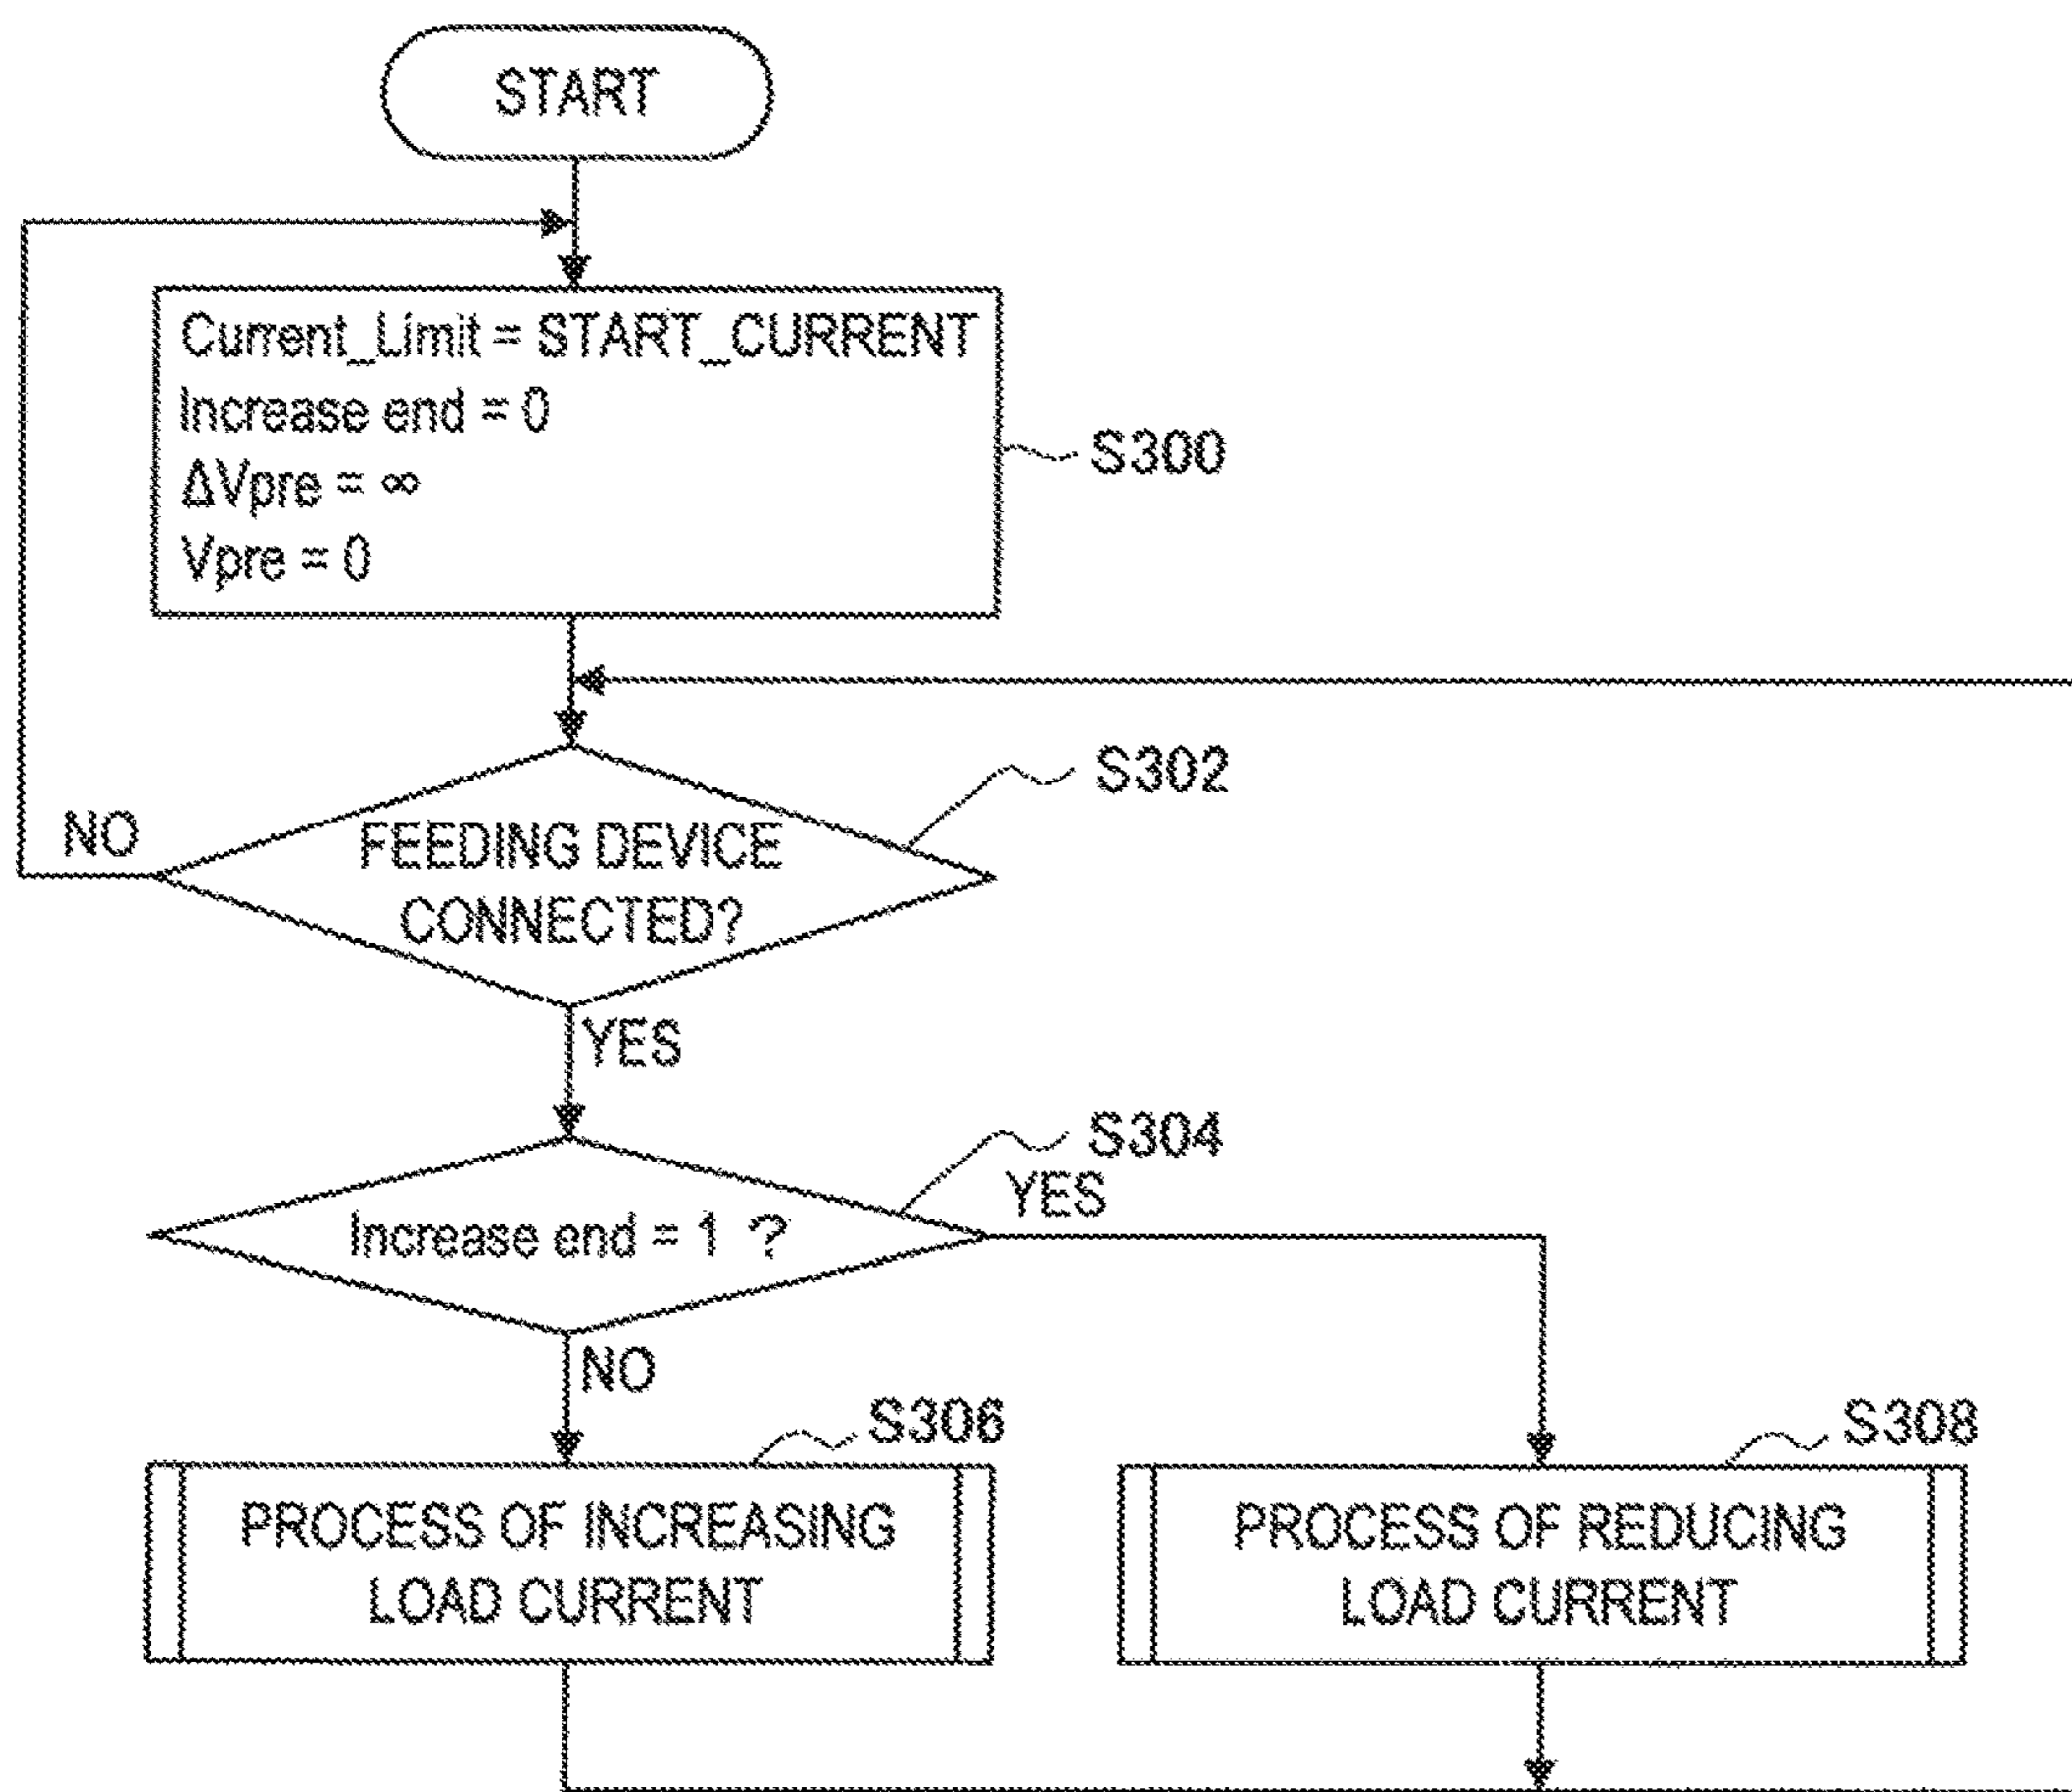 START
Current_Limit = START_CURRENT
Increase end = 0
ΔVpre = ∞
Vpre = 0
S300
S302
NO
FEEDING DEVICE
CONNECTED?
YES
S304
YES
Increase end = 1 ?
NO
S306
S308
PROCESS OF INCREASING
LOAD CURRENT
PROCESS OF REDUCING
LOAD CURRENT